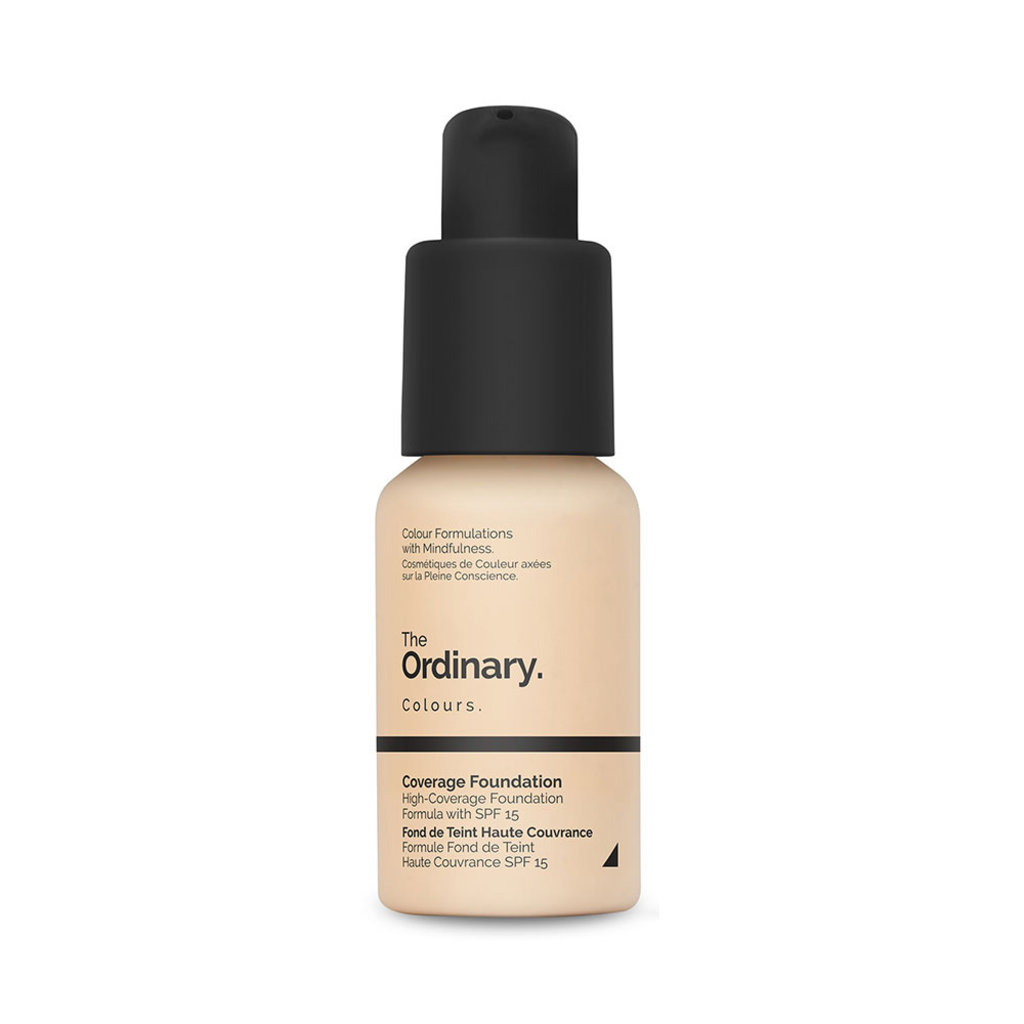 Colour Formulations
with Mindfulness.
Cosmétiques de Couleur axées
sur la Pleine Conscience.
The
Ordinary.
Colours.
Coverage Foundation
High-Coverage Foundation
Formula with SPF 15
Fond de Teint Haute Couvrance
Formule Fond de Teint
Haute Couvrance SPF 15